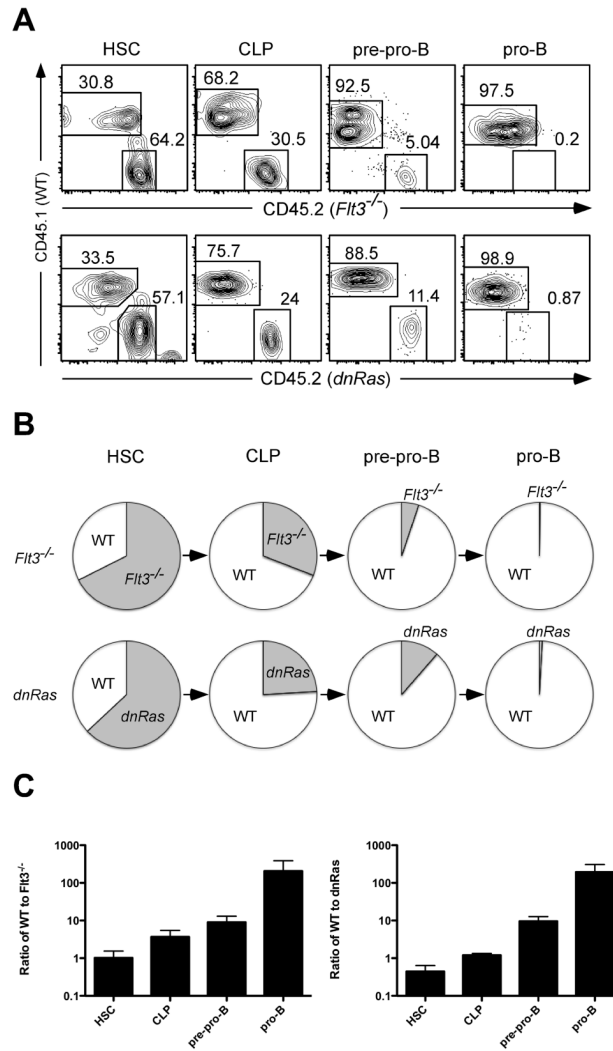 A
HSC CLP pre-pro-B pro-B
30.8 68.2 92.5 97.5
64.2 30.5 5.04 0.2
CD45.1 (WT)
CD45.2 (Flt3-/-)
33.5 75.7 88.5 98.9
57.1 24 11.4 0.87
CD45.2 (dnRas)
B
HSC CLP pre-pro-B pro-B
Flt3-/- WT Flt3-/- WT Flt3-/- WT Flt3-/- WT Flt3-/-
dnRas WT dnRas WT dnRas WT dnRas WT dnRas
C
Ratio of WT to Flt3-/-
1000
100
10
1
0.1
HSC CLP pre-pro-B pro-B
Ratio of WT to dnRas
1000
100
10
1
0.1
HSC CLP pre-pro-B pro-B